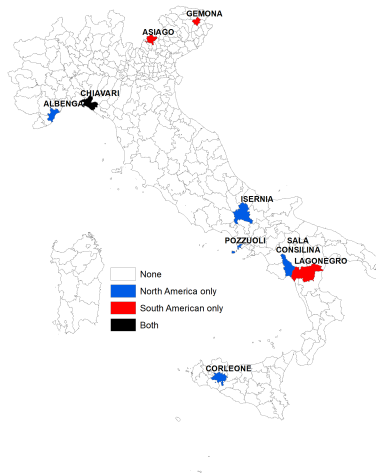 GEMONA
ASIAGO
CHIAVARI
ALBENGA
ISERNIA
POZZUOLI
SALA
CONSILINA
LAGONEGRO
None
North America only
South American only
Both
CORLEONE